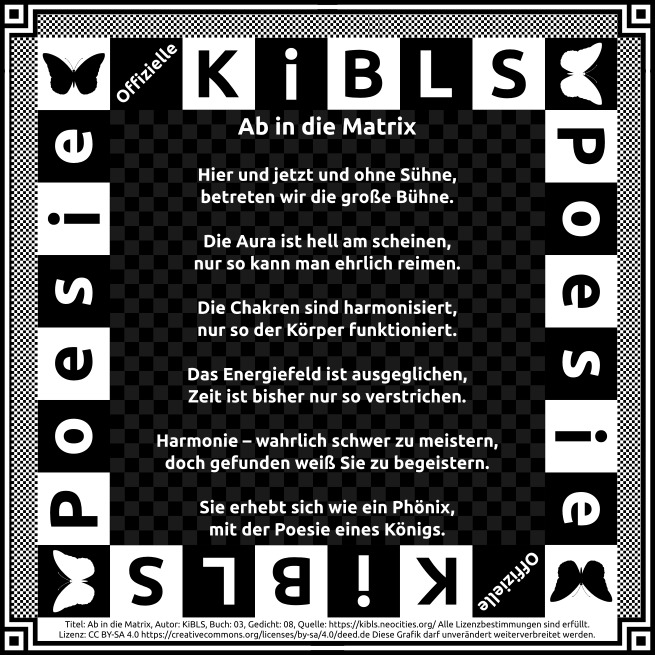 Offizielle KiBLS
Poesie
Poesie
Ab in die Matrix
Hier und jetzt und ohne Sühne,
betreten wir die große Bühne.
Die Aura ist hell am scheinen,
nur so kann man ehrlich reimen.
Die Chakren sind harmonisiert,
nur so der Körper funktioniert.
Das Energiefeld ist ausgeglichen,
Zeit ist bisher nur so verstrichen.
Harmonie – wahrlich schwer zu meistern,
doch gefunden weiß Sie zu begeistern.
Sie erhebt sich wie ein Phönix,
mit der Poesie eines Königs.
Offizielle KiBLS
Titel: Ab in die Matrix, Autor: KiBLS, Buch: 03, Gedicht: 08, Quelle: https://kibls.neocities.org/ Alle Lizenzbestimmungen sind erfüllt.
Lizenz: CC BY-SA 4.0 https://creativecommons.org/licenses/by-sa/4.0/deed.de Diese Grafik darf unverändert weiterverbreitet werden.